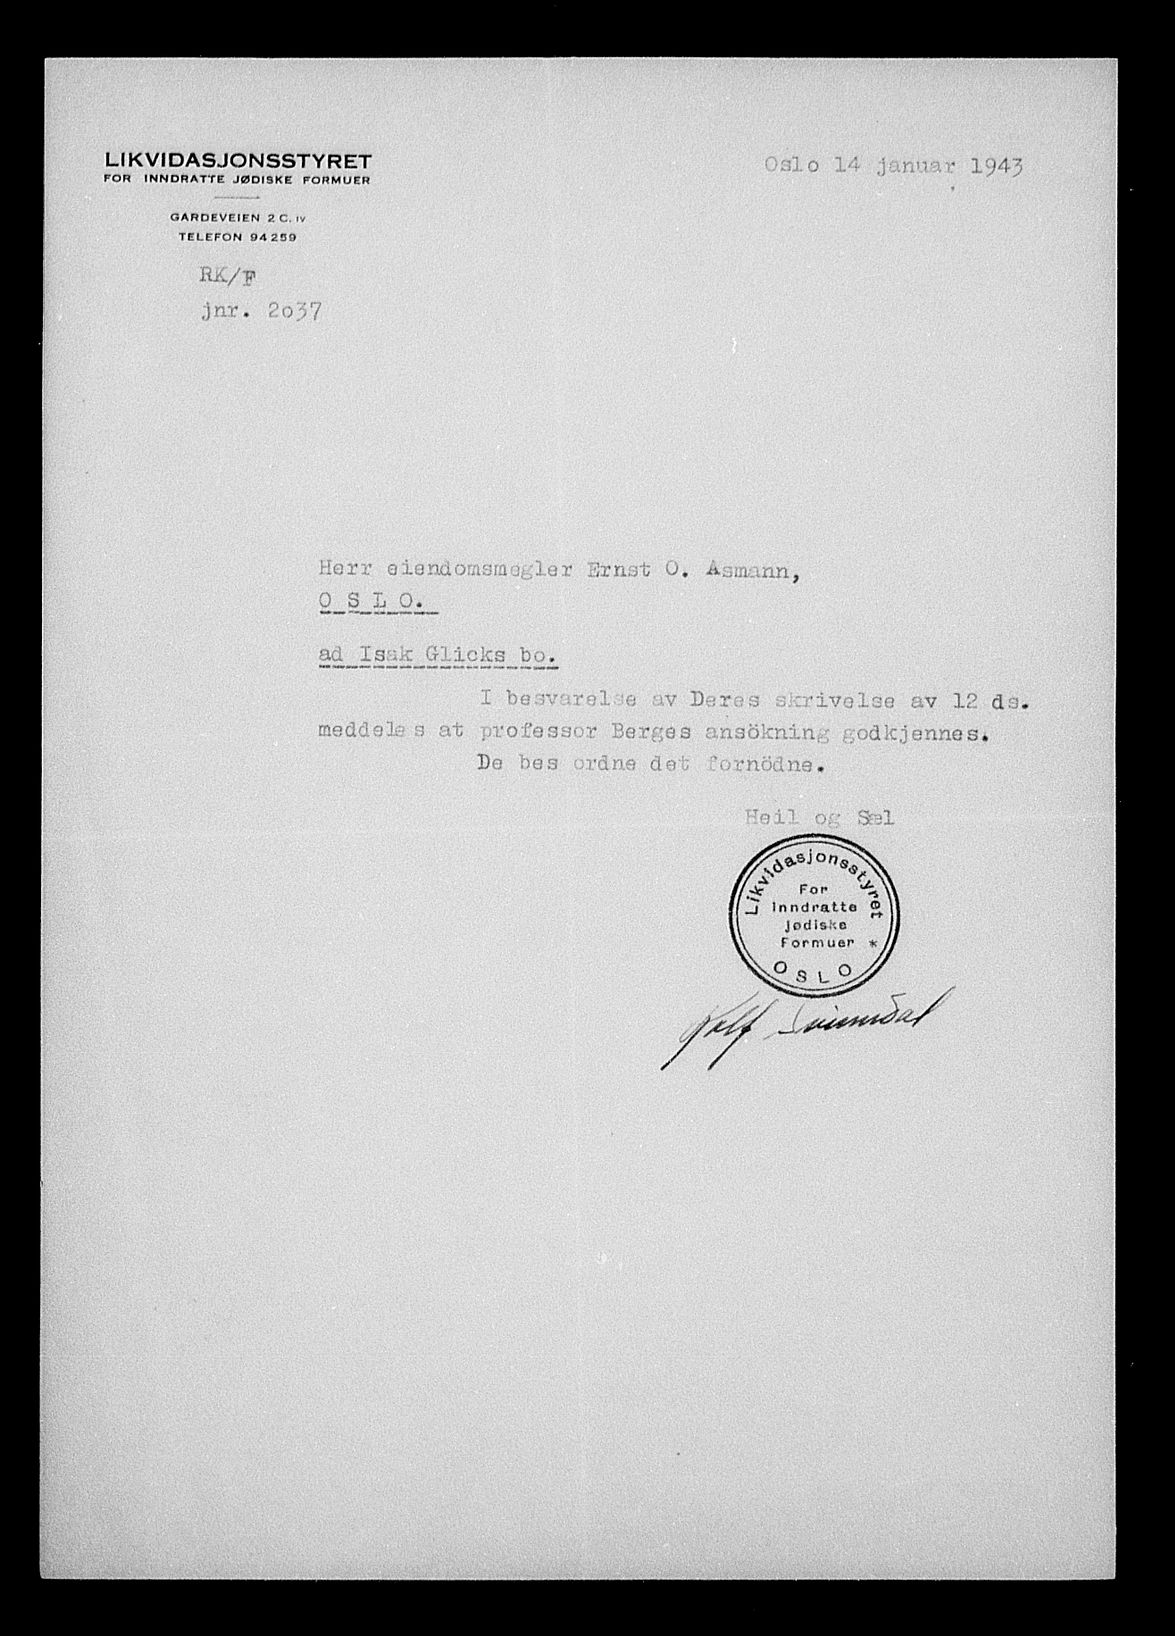 LIKVIDASJONSSTYRET
FOR INNDRATTE JØDISKE FORMUER
GARDEVEIEN 2 C. IV
TELEFON 94259
RK/F
jnr. 2o37
Oslo 14 januar 1943
Herr eiendomsmegler Ernst O. Asmann,
O S L O.
ad Isak Glicks bo.
I besvarelse av Deres skrivelse av 12 ds.
meddeles at professor Berges ansökning godkjennes.
De bes ordne det fornödne.
Heil og Sæl
Likvidasjonsstyret
For
Inndratte
Jødiske
Formuer *
OSLO
Rolf